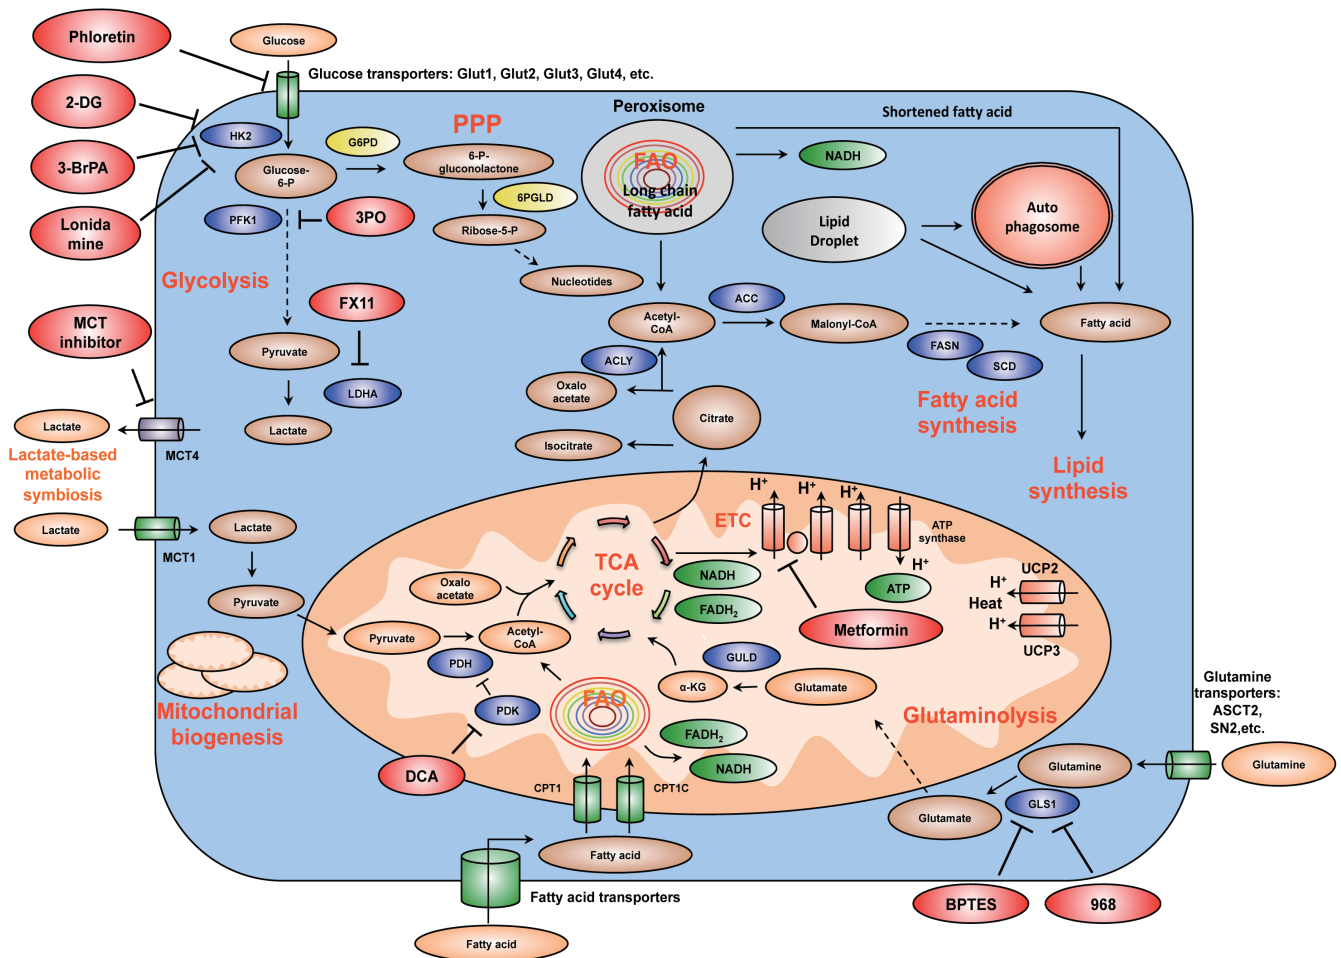 Phloretin
Glucose
Glucose transporters: Glut1, Glut2, Glut3, Glut4, etc.
2-DG
HK2
3-BrPA
G6PD
PPP
6-P-
gluconolactone
Glucose-
6-P
6PGLD
Lonida
mine
PFK1
3PO
Ribose-5-P
Nucleotides
Glycolysis
FX11
MCT
inhibitor
Pyruvate
LDHA
Lactate
Lactate
MCT4
Lactate-based
metabolic
symbiosis
Lactate
MCT1
Lactate
Pyruvate
Peroxisome
FAO
Long chain
fatty acid
Shortened fatty acid
NADH
Lipid
Droplet
Auto
phagosome
Acetyl-
CoA
ACC
Malonyl-CoA
FASN
SCD
Fatty acid
ACLY
Oxalo
acetate
Citrate
Isocitrate
Fatty acid
synthesis
Lipid
synthesis
H+
H+
H+
ETC
ATP
synthase
H+
ATP
TCA
cycle
NADH
FADH2
Metformin
UCP2
H+
Heat
H+
UCP3
Oxalo
acetate
Pyruvate
Acetyl-
CoA
PDH
PDK
DCA
GULD
α-KG
Glutamate
FAO
FADH2
NADH
CPT1
CPT1C
Mitochondrial
biogenesis
Glutaminolysis
Glutamine
transporters:
ASCT2,
SN2,etc.
Glutamine
Glutamine
GLS1
Glutamate
BPTES
968
Fatty acid
Fatty acid transporters
Fatty acid